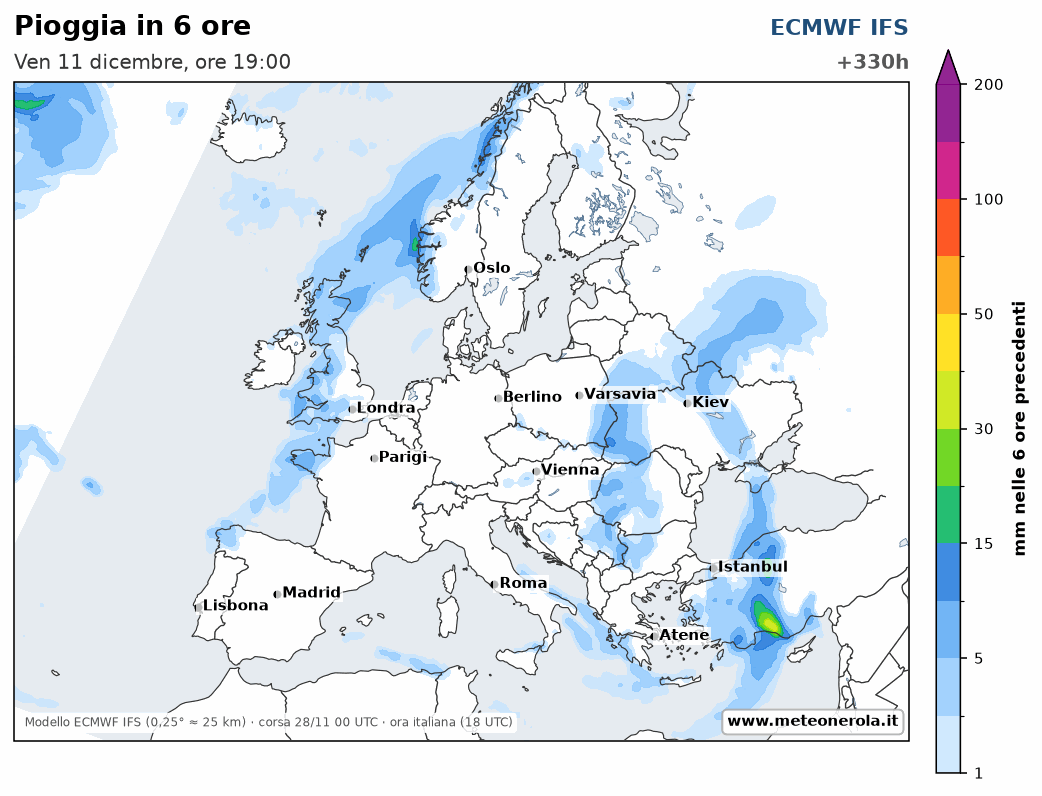 Pioggia in 6 ore
ECMWF IFS
Ven 11 dicembre, ore 19:00
+330h
200
100
50
30
15
5
1
mm nelle 6 ore precedenti
Oslo
Londra
Berlino
Varsavia
Kiev
Parigi
Vienna
Istanbul
Roma
Madrid
Lisbona
Atene
Modello ECMWF IFS (0,25° ≈ 25 km) · corsa 28/11 00 UTC · ora italiana (18 UTC)
www.meteonerola.it